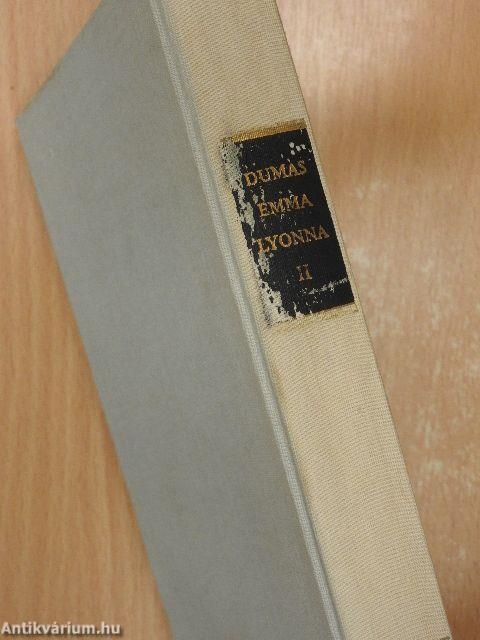 DUMAS
EMMA
LYONNA
II
Antikvárium.hu